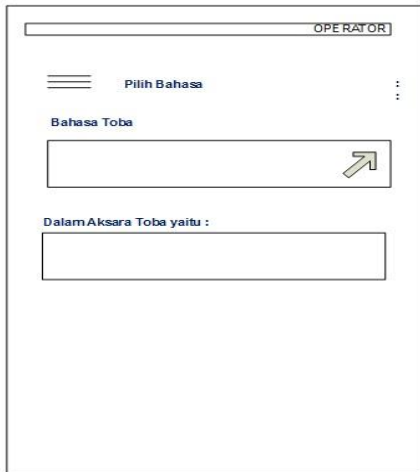 OPERATOR
Pilih Bahasa :
:
Bahasa Toba
Dalam Aksara Toba yaitu :